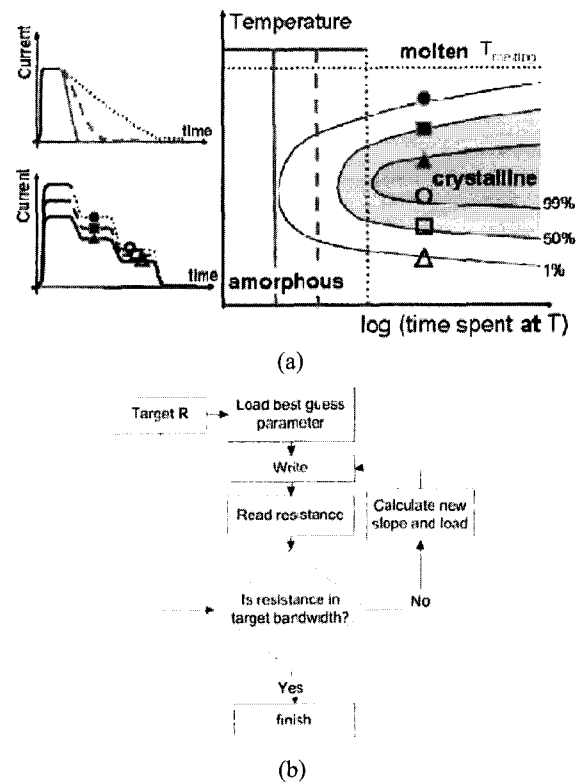 Current
time
Current
time
Temperature
molten T melting
crystalline
99%
50%
1%
amorphous
log (time spent at T)
(a)
Target R
Load best guess
parameter
Write
Read resistance
Calculate new
slope and load
Is resistance in
target bandwidth?
No
Yes
finish
(b)